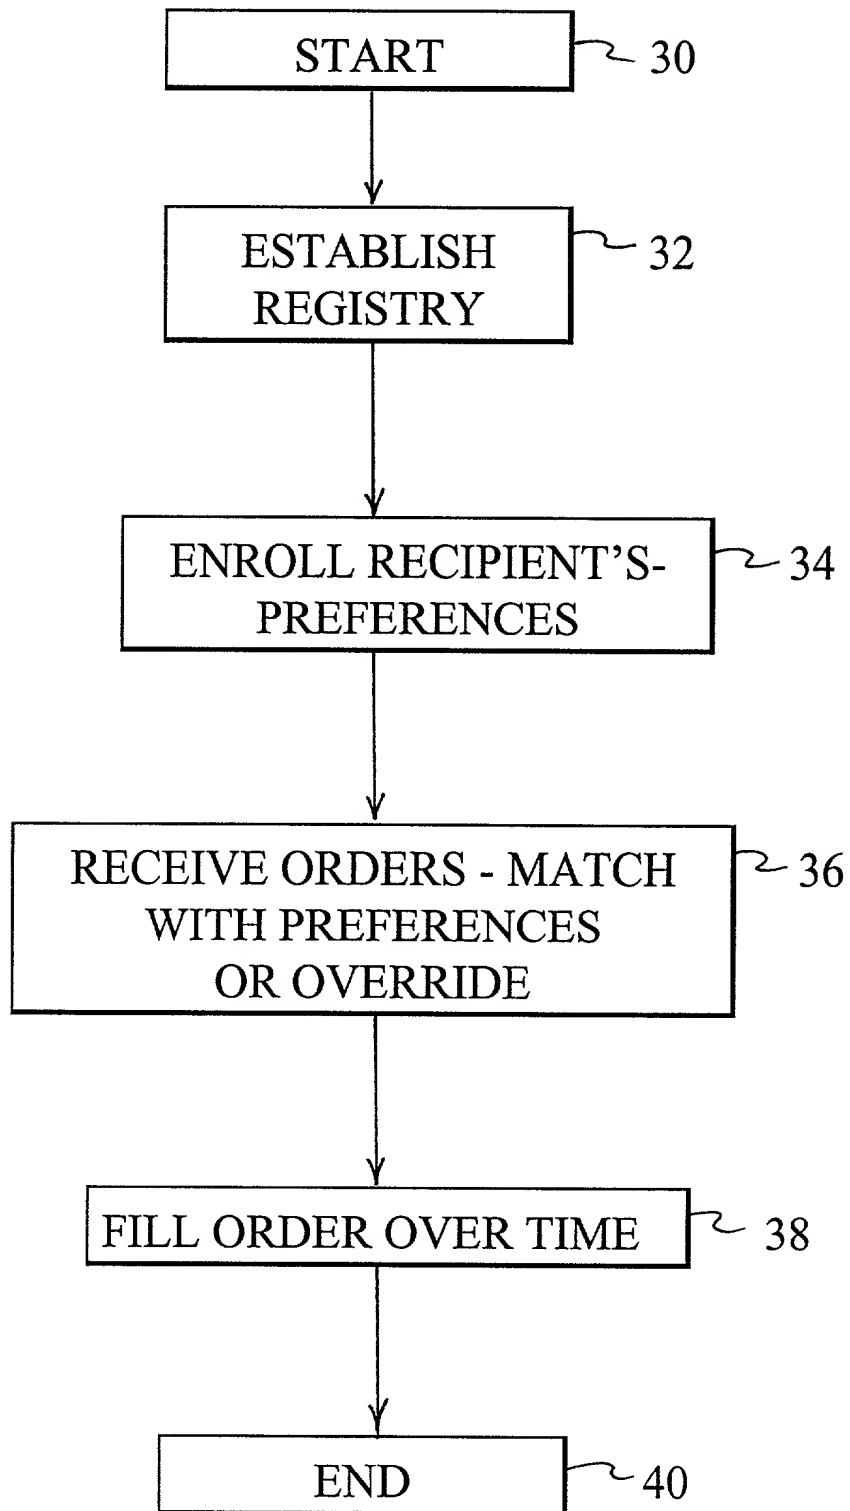 START
30
ESTABLISH
REGISTRY
32
ENROLL RECIPIENT'S-
PREFERENCES
34
RECEIVE ORDERS - MATCH
WITH PREFERENCES
OR OVERRIDE
36
FILL ORDER OVER TIME
38
END
40